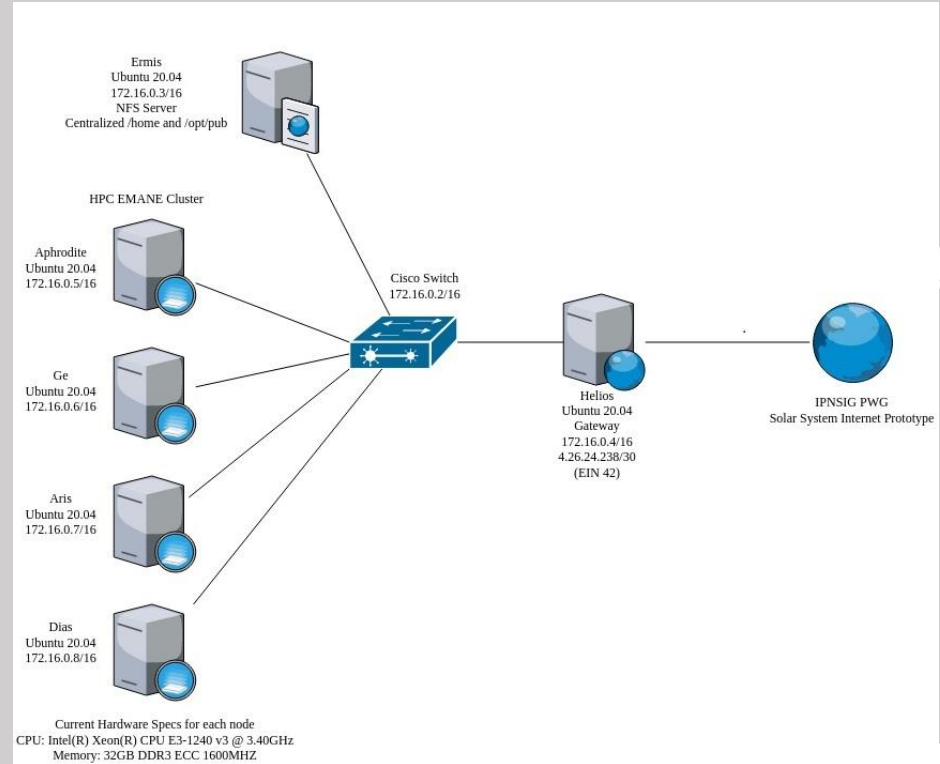 Ermis
Ubuntu 20.04
172.16.0.3/16
NFS Server
Centralized /home and /opt/pub
HPC EMANE Cluster
Aphrodite
Ubuntu 20.04
172.16.0.5/16
Cisco Switch
172.16.0.2/16
Ge
Ubuntu 20.04
172.16.0.6/16
Helios
Ubuntu 20.04
Gateway
172.16.0.4/16
4.26.24.238/30
(EIN 42)
IPNSIG PWG
Solar System Internet Prototype
Aris
Ubuntu 20.04
172.16.0.7/16
Dias
Ubuntu 20.04
172.16.0.8/16
Current Hardware Specs for each node
CPU: Intel(R) Xeon(R) CPU E3-1240 v3 @ 3.40GHz
Memory: 32GB DDR3 ECC 1600MHZ